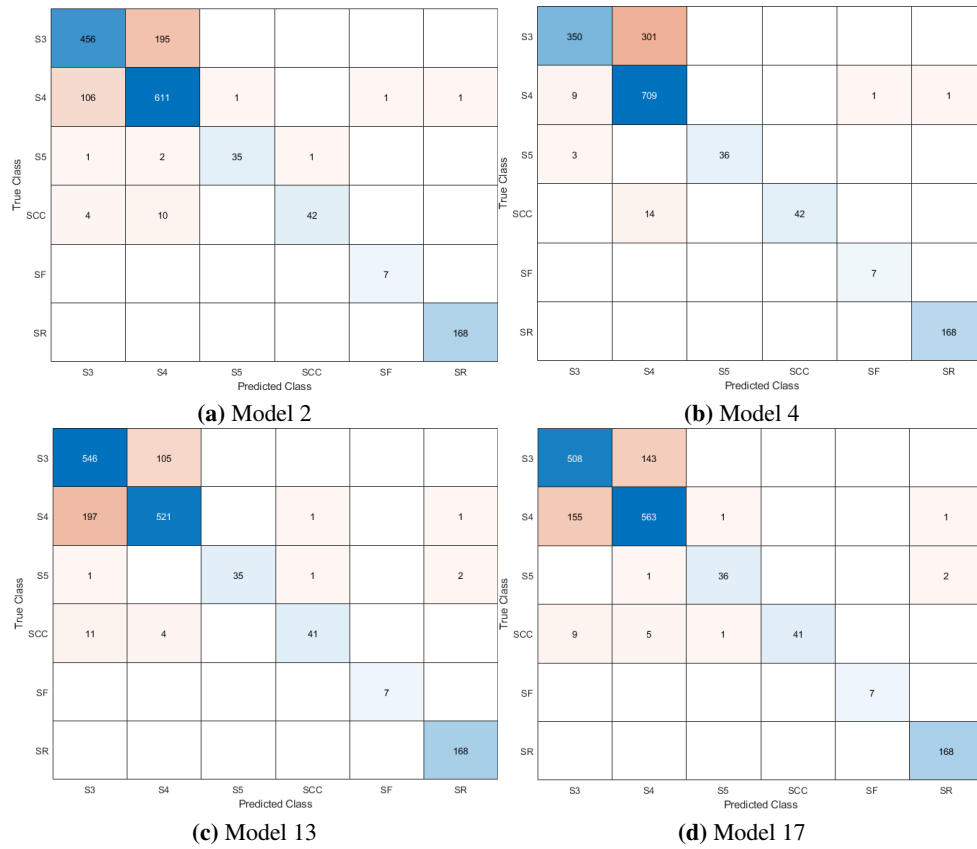 S3 456 195
S4 106 611 1 1 1
S5 1 2 35 1
SCC 4 10 42
SF 7
SR 168
S3 S4 S5 SCC SF SR
True Class
Predicted Class
(a) Model 2
S3 350 301
S4 9 709 1 1
S5 3 36
SCC 14 42
SF 7
SR 168
S3 S4 S5 SCC SF SR
True Class
Predicted Class
(b) Model 4
S3 546 105
S4 197 521 1 1
S5 1 35 1 2
SCC 11 4 41
SF 7
SR 168
S3 S4 S5 SCC SF SR
True Class
Predicted Class
(c) Model 13
S3 508 143
S4 155 563 1 1
S5 1 36 2
SCC 9 5 1 41
SF 7
SR 168
S3 S4 S5 SCC SF SR
True Class
Predicted Class
(d) Model 17